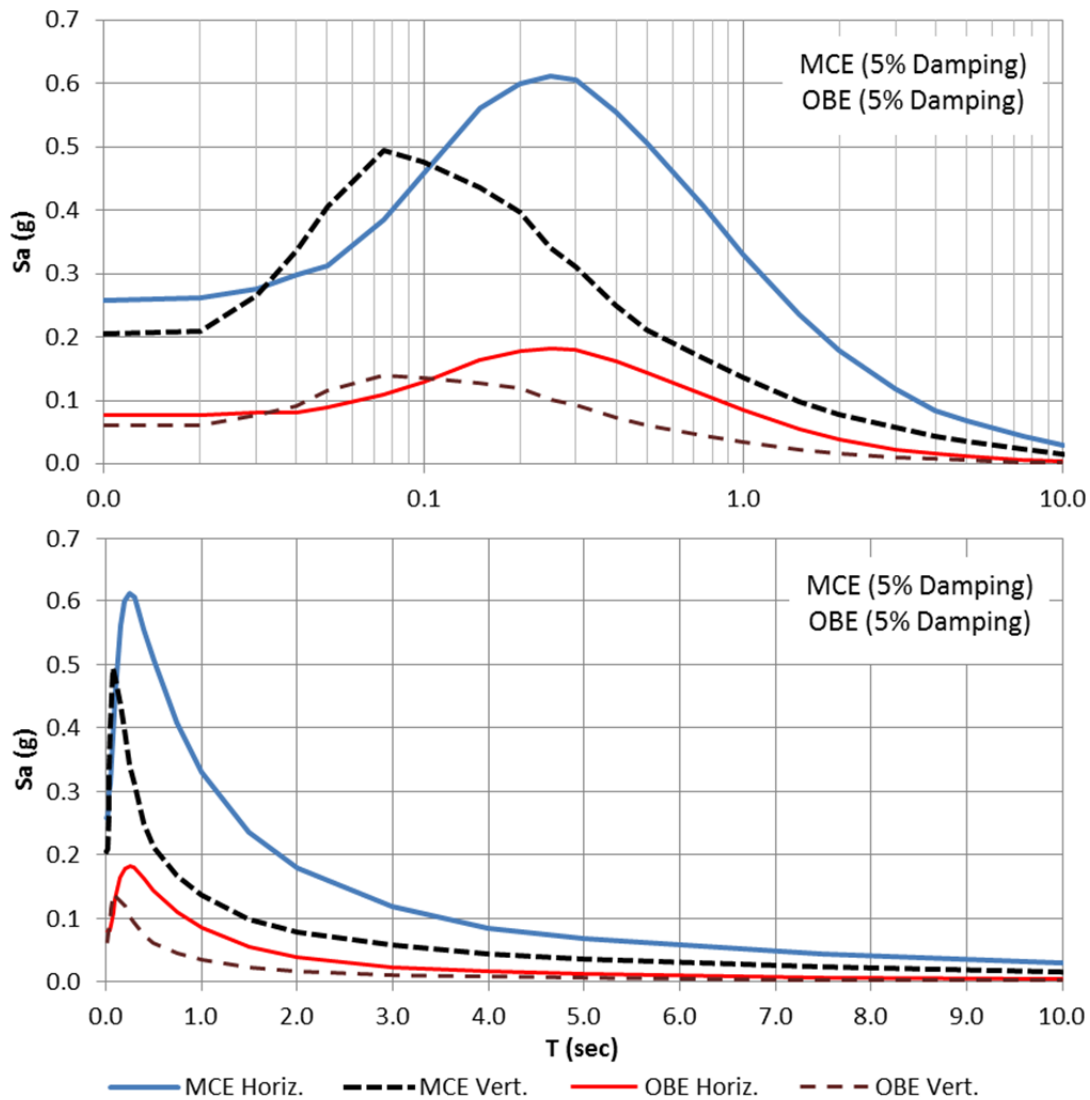 0.7
MCE (5% Damping)
0.6
OBE (5% Damping)
0.5
0.4
Sa (g)
0.3
0.2
0.1
0.0
0.0 0.1 1.0 10.0
0.7
MCE (5% Damping)
0.6
OBE (5% Damping)
0.5
0.4
Sa (g)
0.3
0.2
0.1
0.0
0.0 1.0 2.0 3.0 4.0 5.0 6.0 7.0 8.0 9.0 10.0
T (sec)
MCE Horiz. MCE Vert. OBE Horiz. OBE Vert.